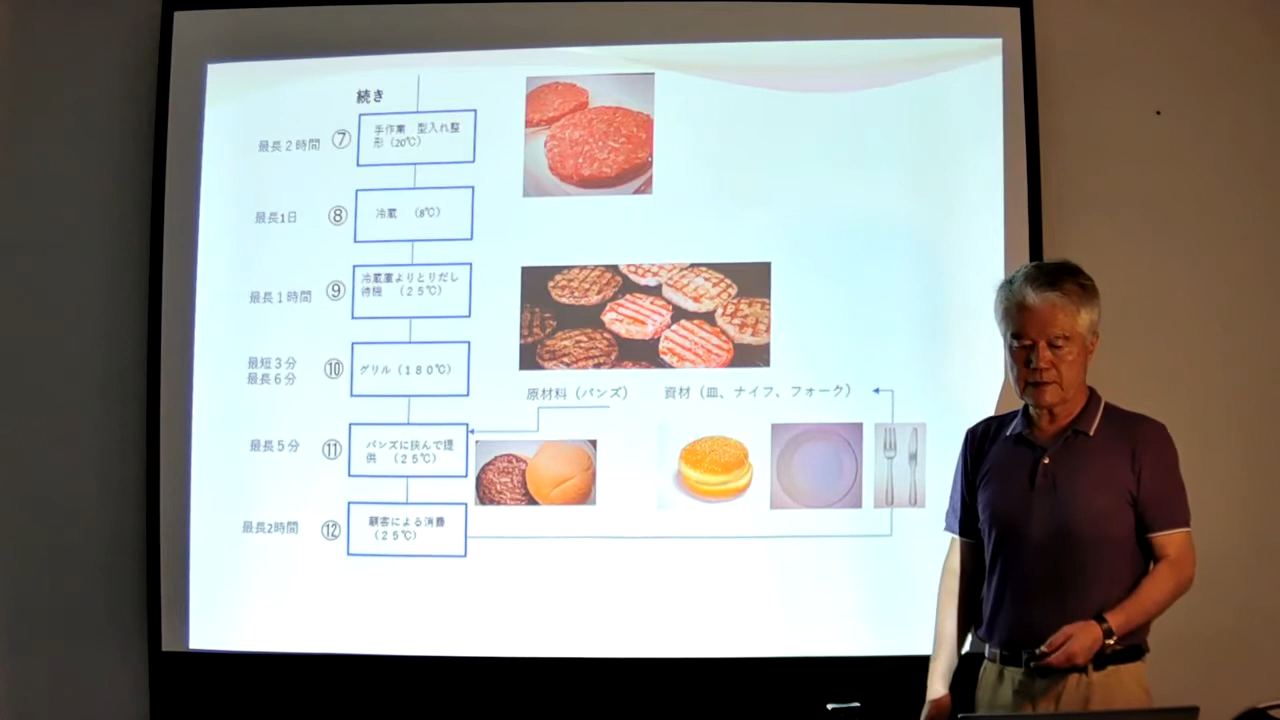 続き
最長２時間 ⑦ 手作業　型入れ整
形（20℃）
最長1日 ⑧ 冷蔵　（8℃）
最長１時間 ⑨ 冷蔵庫よりとりだし
待機　（２５℃）
最短３分
最長６分
⑩ グリル（１８０℃）
原材料（バンズ）
資材（皿、ナイフ、フォーク）
最長５分 ⑪ バンズに挟んで提
供　（２５℃）
最長2時間 ⑫ 顧客による消費
（２５℃）